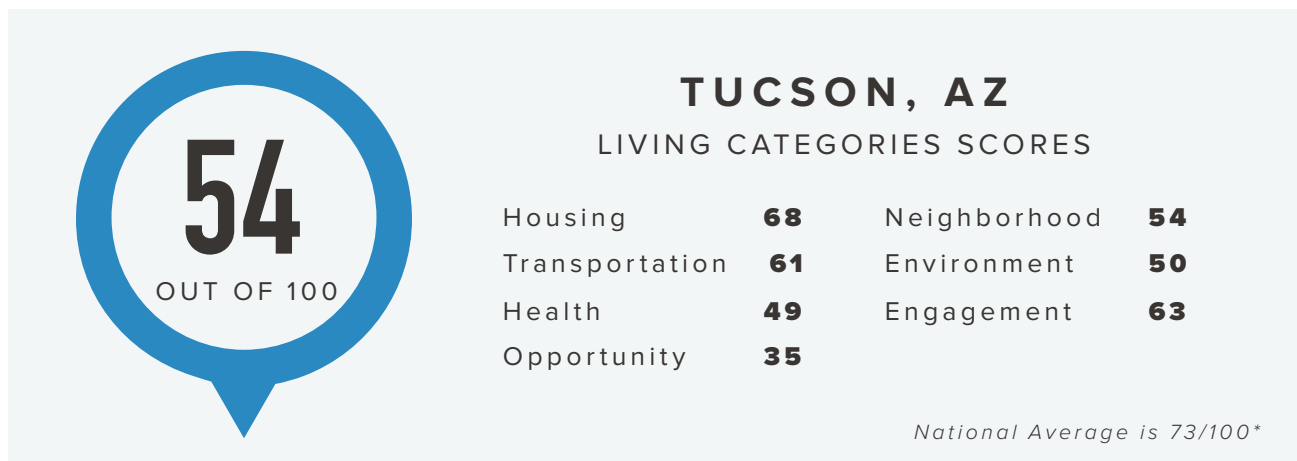 54
OUT OF 100
TUCSON, AZ
LIVING CATEGORIES SCORES
Housing 68
Transportation 61
Health 49
Opportunity 35
Neighborhood 54
Environment 50
Engagement 63
National Average is 73/100*